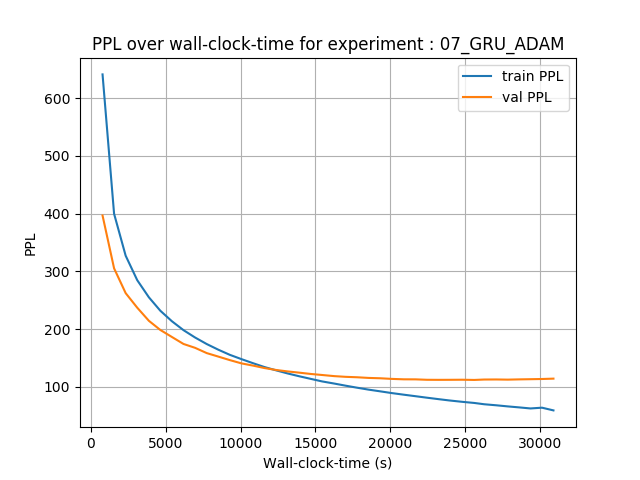 PPL over wall-clock-time for experiment : 07_GRU_ADAM
train PPL
val PPL
600
500
400
300
200
100
PPL
0
5000
10000
15000
20000
25000
30000
Wall-clock-time (s)